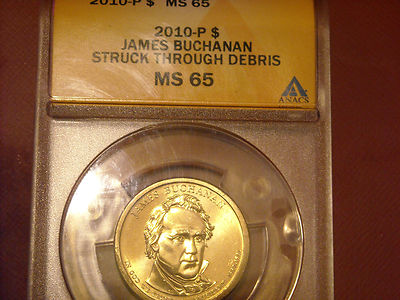 2010-P $ MS 65
2010-P $
JAMES BUCHANAN
STRUCK THROUGH DEBRIS
MS 65
ANACS
JAMES BUCHANAN